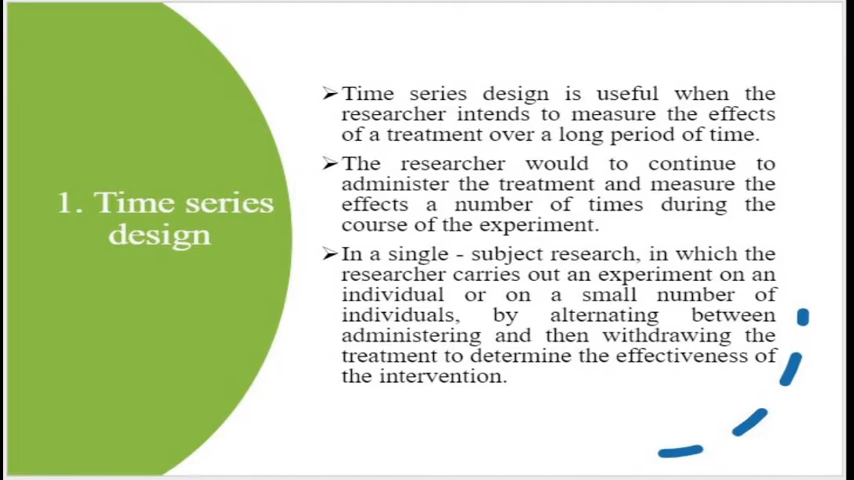 1. Time series
design
➢Time series design is useful when the
researcher intends to measure the effects
of a treatment over a long period of time.
➢The researcher would to continue to
administer the treatment and measure the
effects a number of times during the
course of the experiment.
➢In a single - subject research, in which the
researcher carries out an experiment on an
individual or on a small number of
individuals, by alternating between
administering and then withdrawing the
treatment to determine the effectiveness of
the intervention.